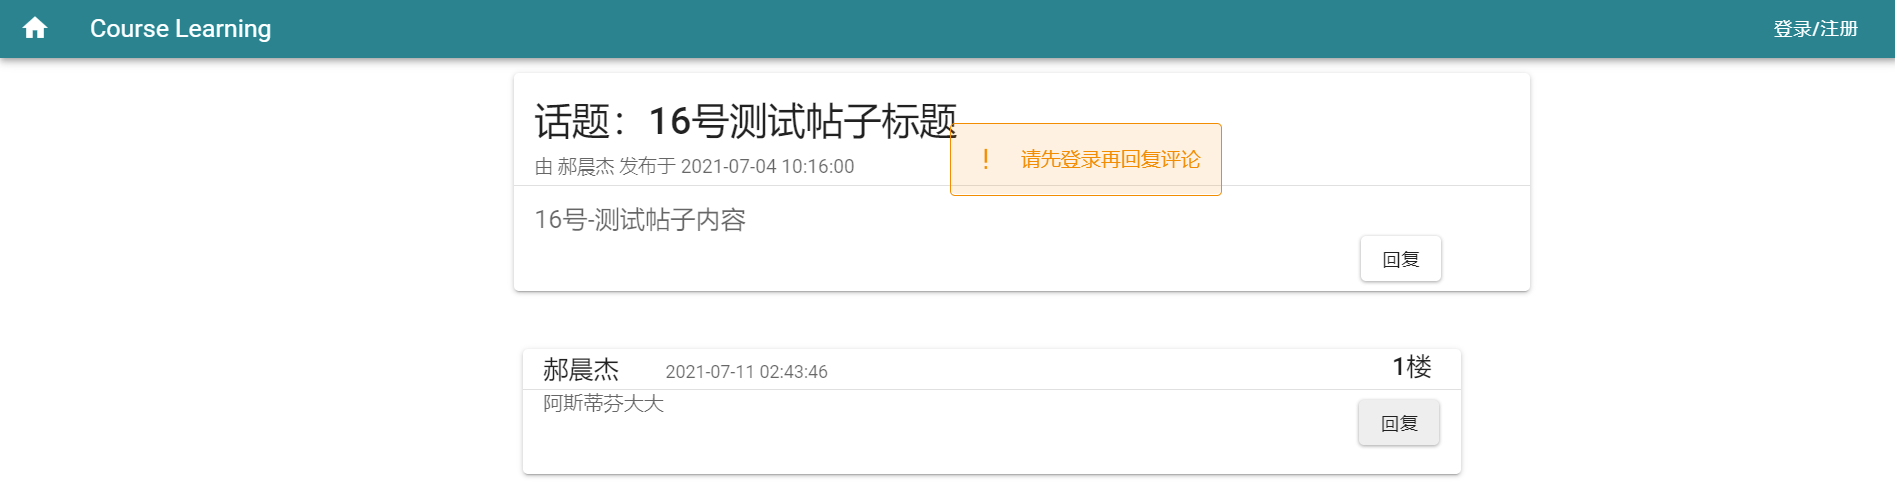 Course Learning
登录/注册
话题：16号测试帖子标题
! 请先登录再回复评论
由 郝晨杰 发布于 2021-07-04 10:16:00
16号-测试帖子内容
回复
郝晨杰 2021-07-11 02:43:46 1楼
阿斯蒂芬大大
回复